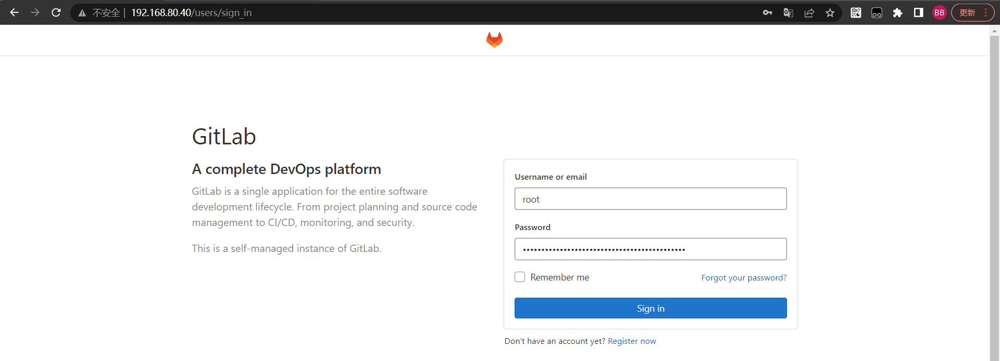 不安全 | 192.168.80.40/users/sign_in
BB
更新
GitLab
A complete DevOps platform
GitLab is a single application for the entire software
development lifecycle. From project planning and source code
management to CI/CD, monitoring, and security.
This is a self-managed instance of GitLab.
Username or email
root
Password
••••••••••••••••••••••••••••••••••••••••••••
Remember me
Forgot your password?
Sign in
Don't have an account yet? Register now